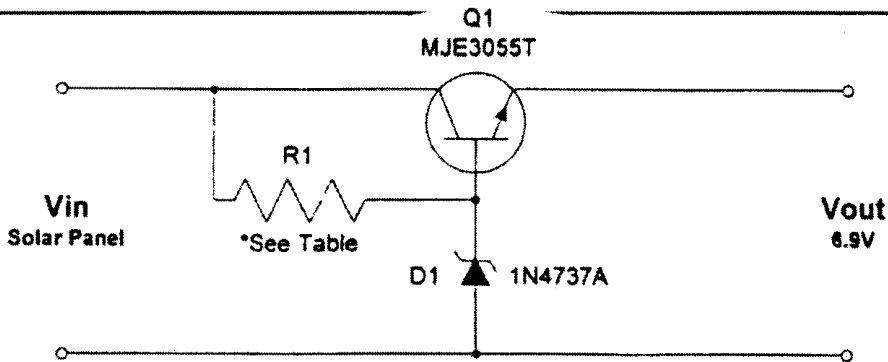 Q1
MJE3055T
R1
*See Table
Vin
Solar Panel
Vout
6.9V
D1
1N4737A